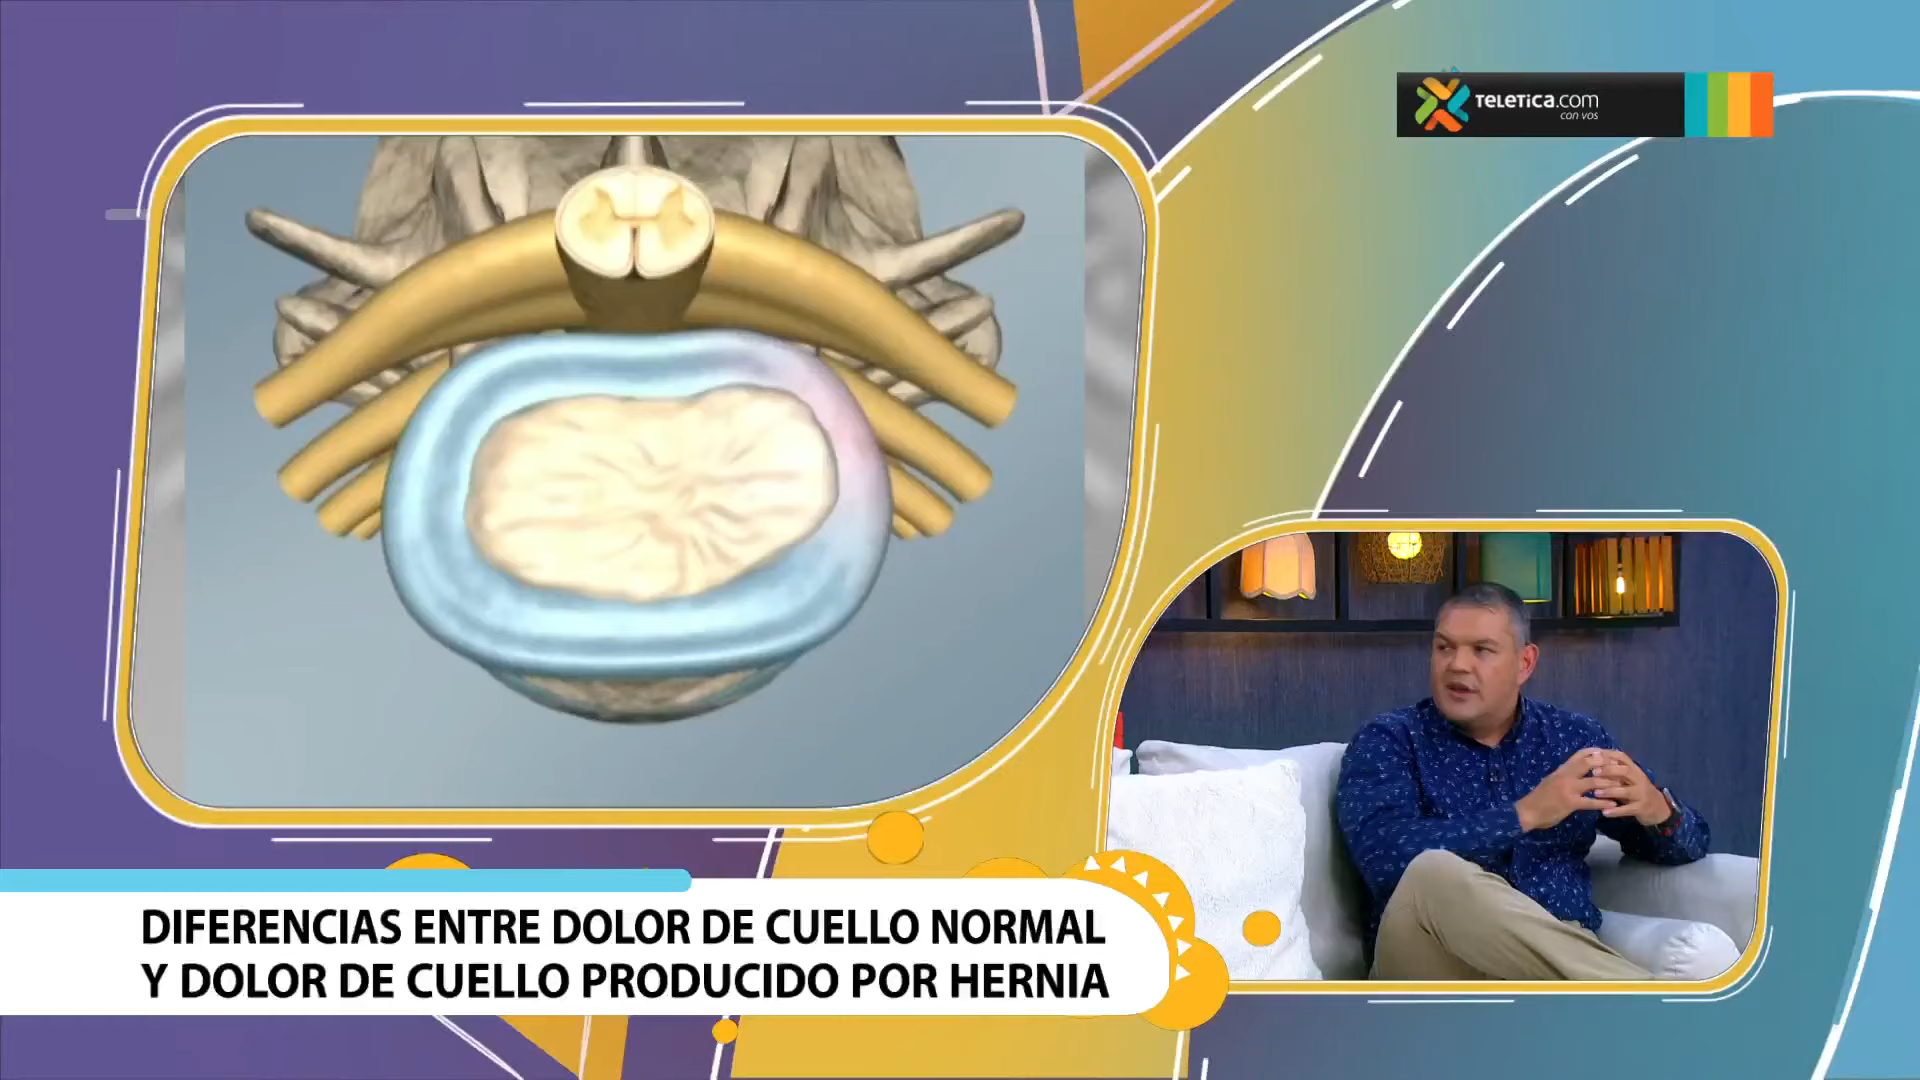 TELETICA.COM
con vos
DIFERENCIAS ENTRE DOLOR DE CUELLO NORMAL
Y DOLOR DE CUELLO PRODUCIDO POR HERNIA